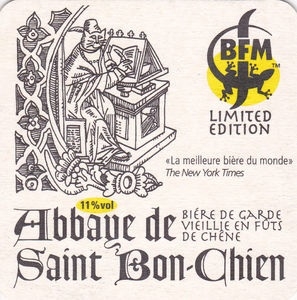 BFM
TM
LIMITED
EDITION
«La meilleure bière du monde»
The New York Times
11%vol
Abbaye de
BIÈRE DE GARDE
VIEILLIE EN FÛTS
DE CHÊNE
Saint Bon-Chien